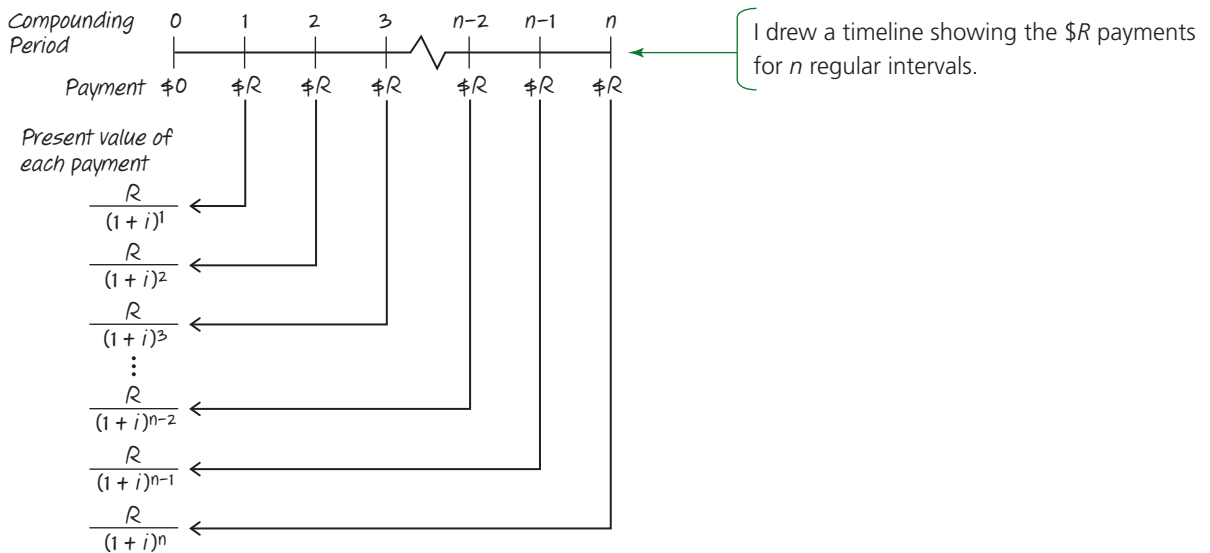 Compounding Period 0 1 2 3 n-2 n-1 n
Payment $0 $R $R $R $R $R $R
I drew a timeline showing the $R payments
for n regular intervals.
Present value of
each payment
R
(1 + i)¹
R
(1 + i)²
R
(1 + i)³
⋮
R
(1 + i)ⁿ⁻²
R
(1 + i)ⁿ⁻¹
R
(1 + i)ⁿ